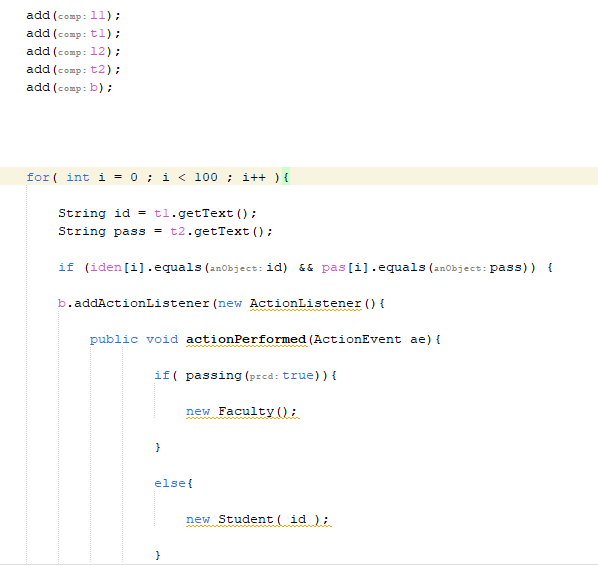 add(comp: l1);
add(comp: t1);
add(comp: l2);
add(comp: t2);
add(comp: b);
for( int i = 0 ; i < 100 ; i++ ){
String id = t1.getText();
String pass = t2.getText();
if (iden[i].equals(anObject: id) && pas[i].equals(anObject: pass)) {
b.addActionListener(new ActionListener(){
public void actionPerformed(ActionEvent ae){
if( passing(prcd: true)){
new Faculty();
}
else{
new Student( id );
}